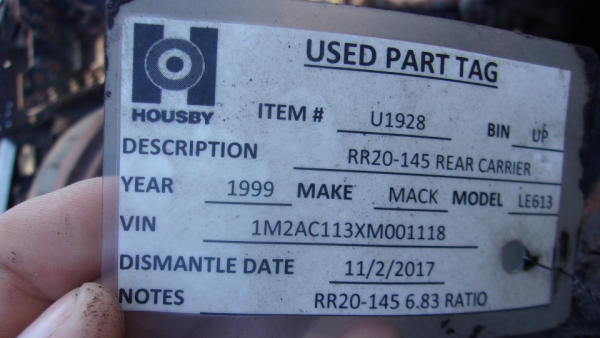 USED PART TAG
HOUSBY
ITEM # U1928 BIN UP
DESCRIPTION RR20-145 REAR CARRIER
YEAR 1999 MAKE MACK MODEL LE613
VIN 1M2AC113XM001118
DISMANTLE DATE 11/2/2017
NOTES RR20-145 6.83 RATIO